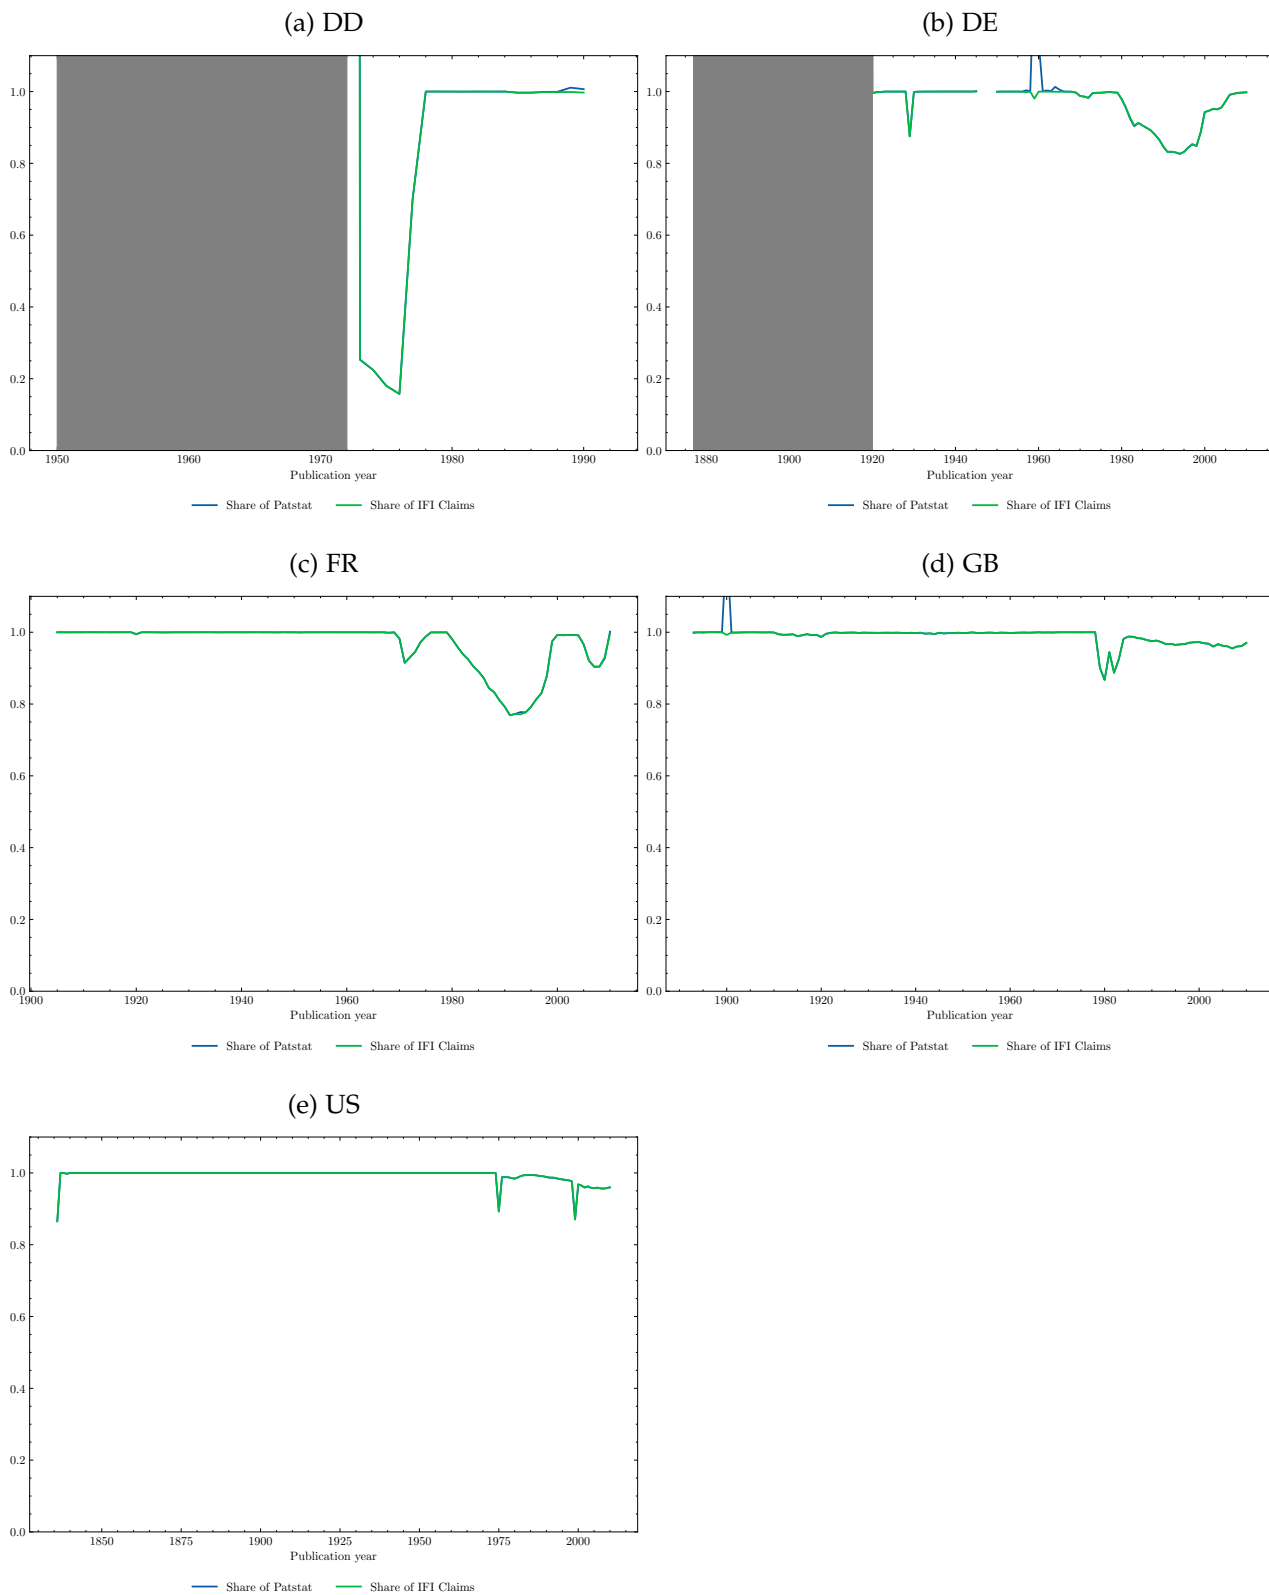 (a) DD
1.0
0.8
0.6
0.4
0.2
0.0
1950 1960 1970 1980 1990
Publication year
Share of Patstat Share of IFI Claims
(b) DE
1.0
0.8
0.6
0.4
0.2
0.0
1880 1900 1920 1940 1960 1980 2000
Publication year
Share of Patstat Share of IFI Claims
(c) FR
1.0
0.8
0.6
0.4
0.2
0.0
1900 1920 1940 1960 1980 2000
Publication year
Share of Patstat Share of IFI Claims
(d) GB
1.0
0.8
0.6
0.4
0.2
0.0
1900 1920 1940 1960 1980 2000
Publication year
Share of Patstat Share of IFI Claims
(e) US
1.0
0.8
0.6
0.4
0.2
0.0
1850 1875 1900 1925 1950 1975 2000
Publication year
Share of Patstat Share of IFI Claims